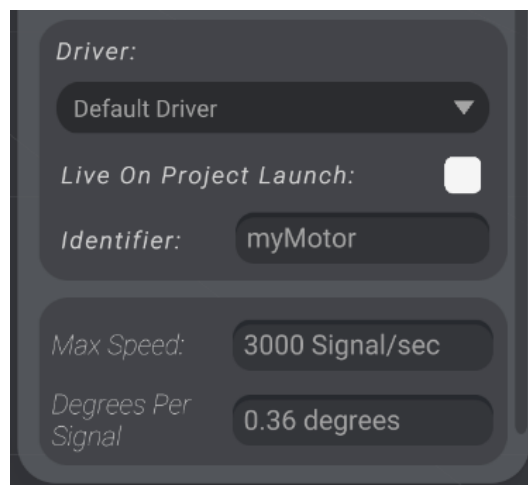 Driver:
Default Driver
Live On Project Launch:
Identifier: myMotor
Max Speed: 3000 Signal/sec
Degrees Per
Signal
0.36 degrees